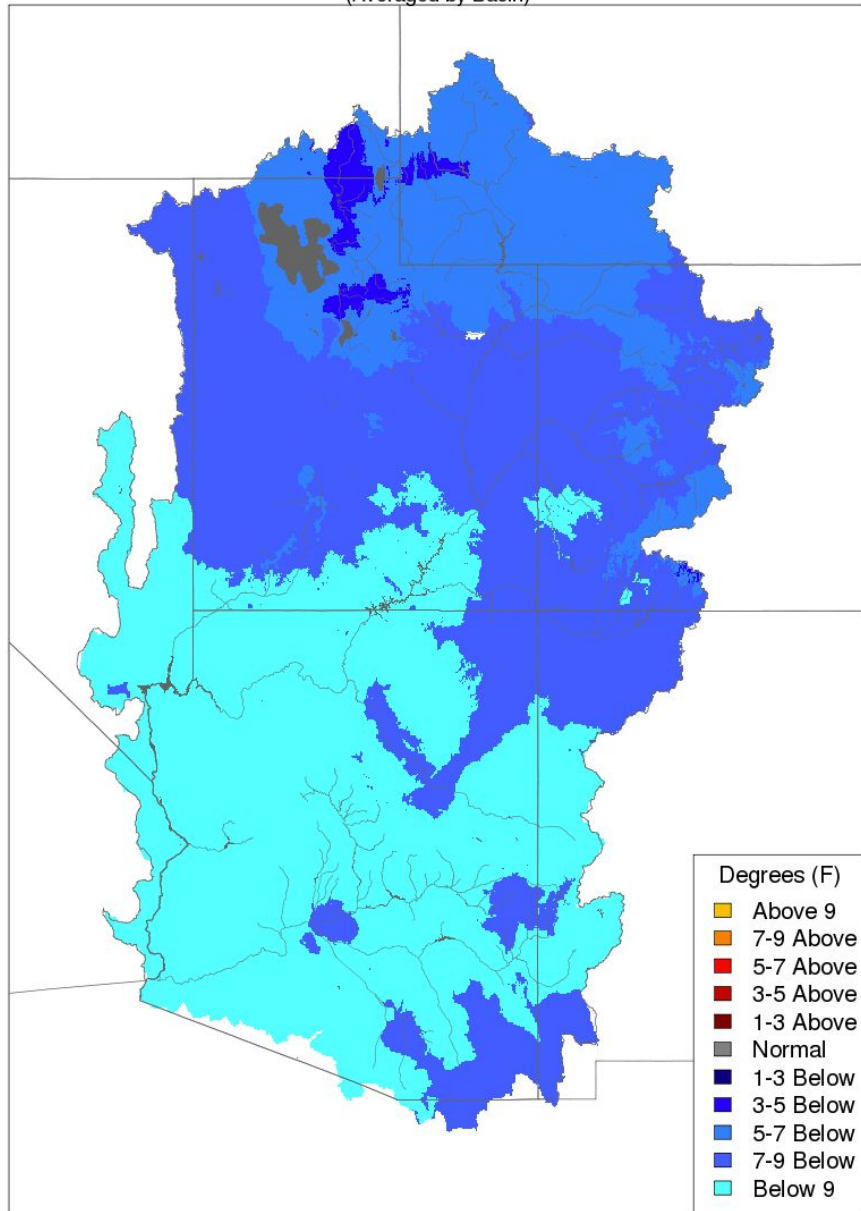 (Averaged by Basin)
Degrees (F)
Above 9
7-9 Above
5-7 Above
3-5 Above
1-3 Above
Normal
1-3 Below
3-5 Below
5-7 Below
7-9 Below
Below 9